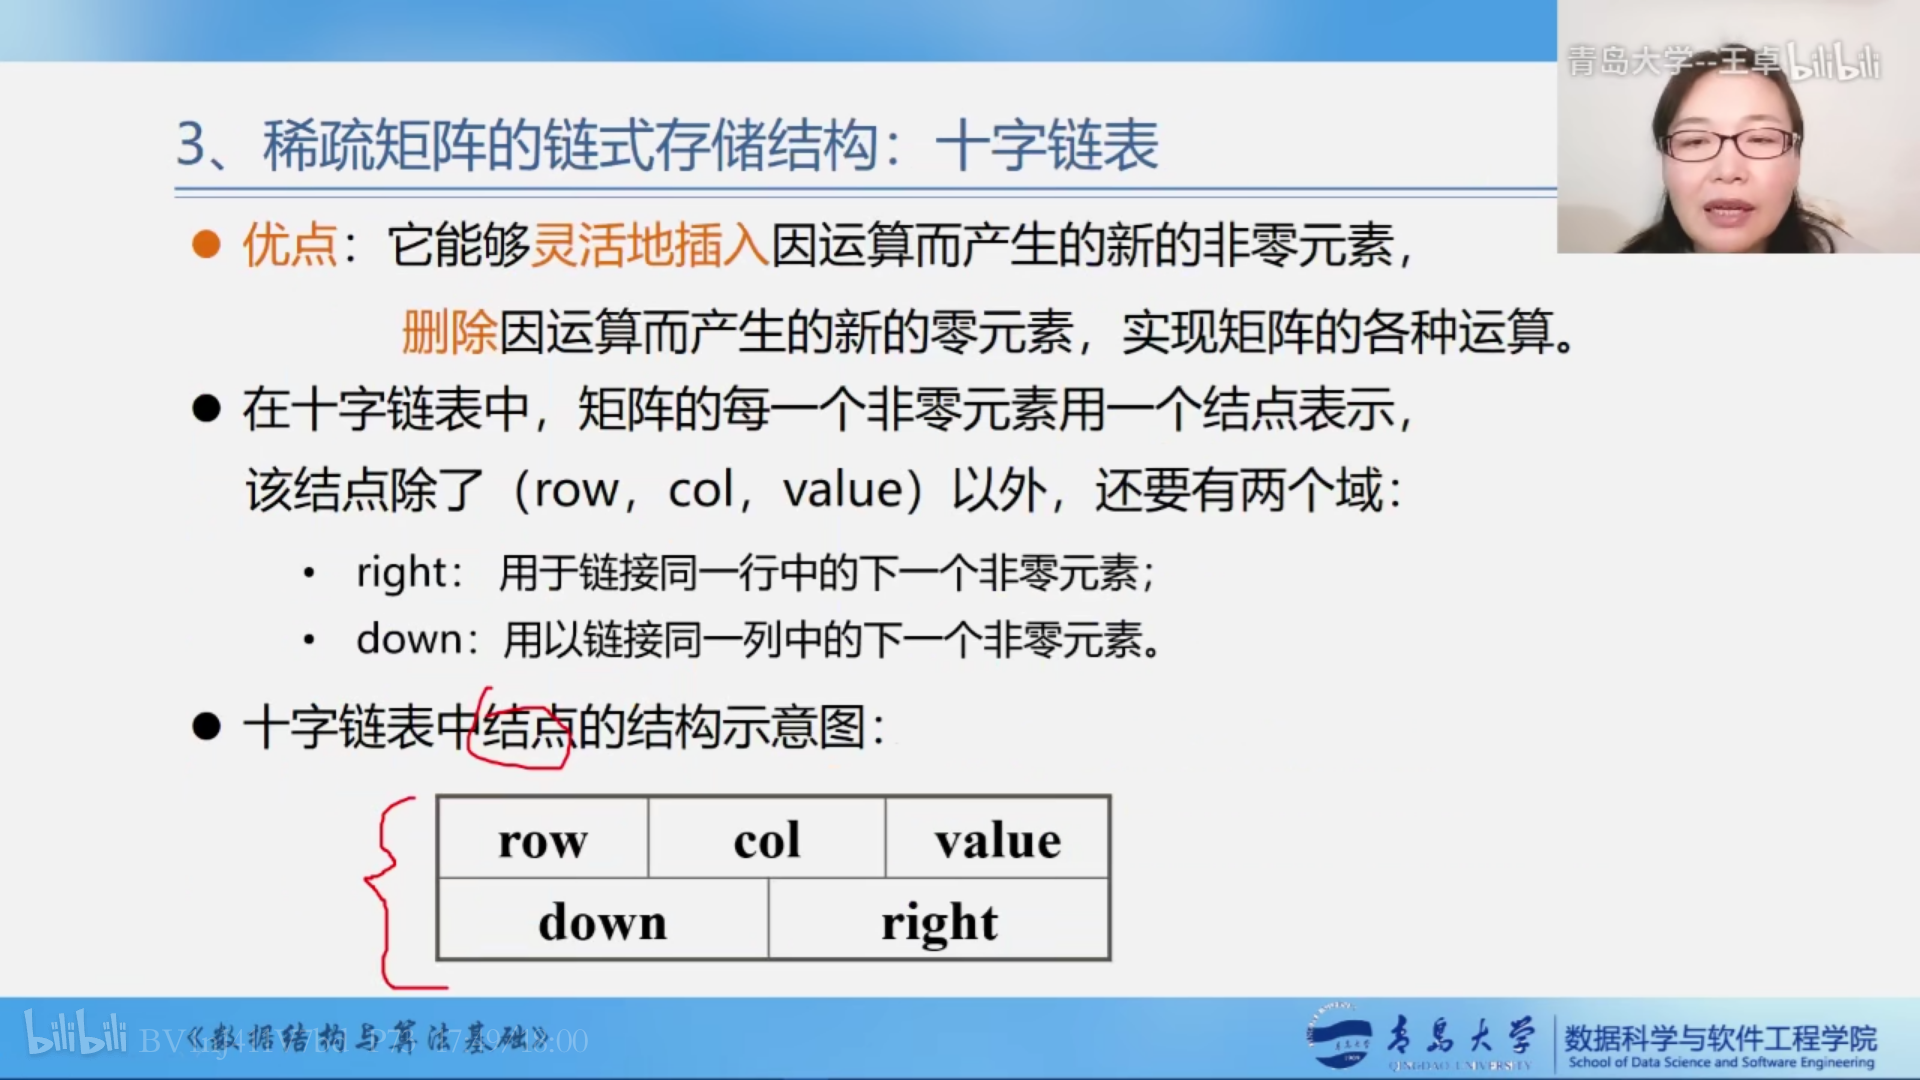 青岛大学--王卓 bilibili
3、稀疏矩阵的链式存储结构：十字链表
优点：它能够灵活地插入因运算而产生的新的非零元素，
删除因运算而产生的新的零元素，实现矩阵的各种运算。
在十字链表中，矩阵的每一个非零元素用一个结点表示，
该结点除了（row，col，value）以外，还要有两个域：
• right：用于链接同一行中的下一个非零元素；
• down：用以链接同一列中的下一个非零元素。
十字链表中结点的结构示意图：
row col value
down right
bilibili
《数据结构与算法基础》
青岛大学
QINGDAO UNIVERSITY
数据科学与软件工程学院
School of Data Science and Software Engineering